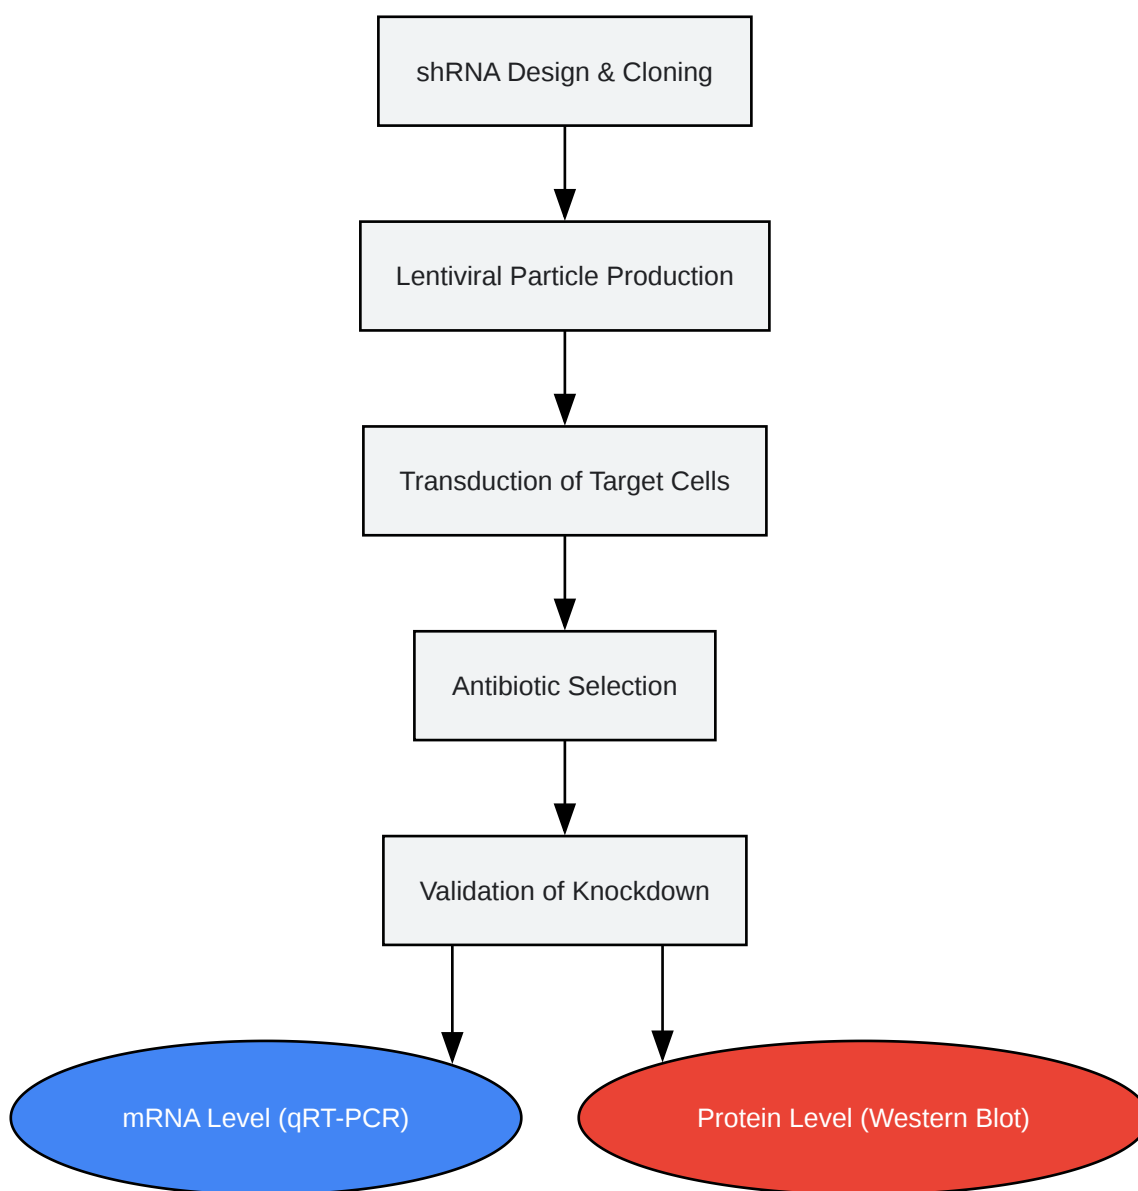 shRNA Design & Cloning
Lentiviral Particle Production
Transduction of Target Cells
Antibiotic Selection
Validation of Knockdown
mRNA Level (qRT-PCR)
Protein Level (Western Blot)